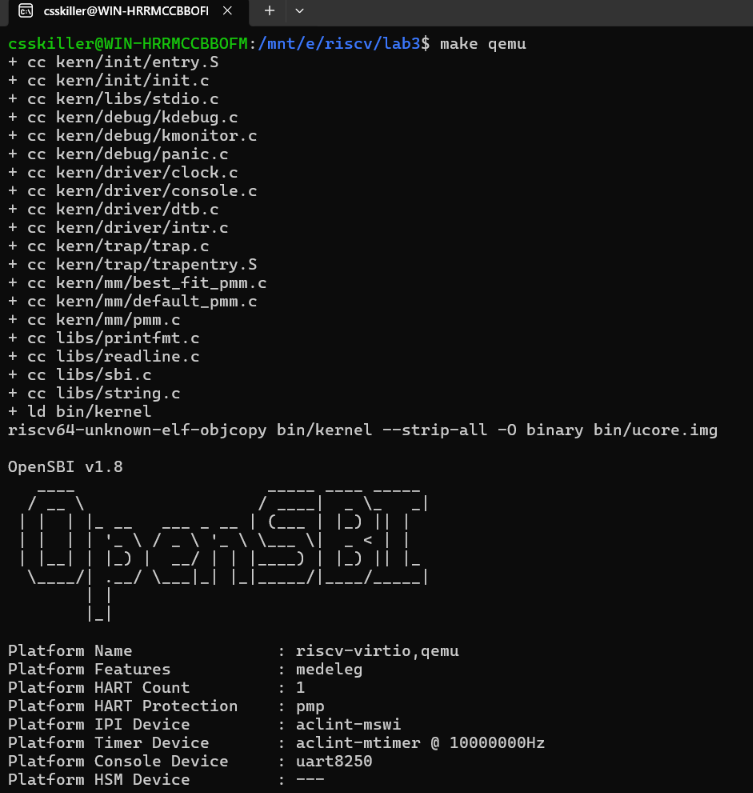 csskiller@WIN-HRRMCCBBOFI
csskiller@WIN-HRRMCCBBOFM:/mnt/e/riscv/lab3$ make qemu
+ cc kern/init/entry.S
+ cc kern/init/init.c
+ cc kern/libs/stdio.c
+ cc kern/debug/kdebug.c
+ cc kern/debug/kmonitor.c
+ cc kern/debug/panic.c
+ cc kern/driver/clock.c
+ cc kern/driver/console.c
+ cc kern/driver/dtb.c
+ cc kern/driver/intr.c
+ cc kern/trap/trap.c
+ cc kern/trap/trapentry.S
+ cc kern/mm/best_fit_pmm.c
+ cc kern/mm/default_pmm.c
+ cc kern/mm/pmm.c
+ cc libs/printfmt.c
+ cc libs/readline.c
+ cc libs/sbi.c
+ cc libs/string.c
+ ld bin/kernel
riscv64-unknown-elf-objcopy bin/kernel --strip-all -O binary bin/ucore.img
OpenSBI v1.8
OpenSBI
Platform Name : riscv-virtio,qemu
Platform Features : medeleg
Platform HART Count : 1
Platform HART Protection : pmp
Platform IPI Device : aclint-mswi
Platform Timer Device : aclint-mtimer @ 10000000Hz
Platform Console Device : uart8250
Platform HSM Device : ---